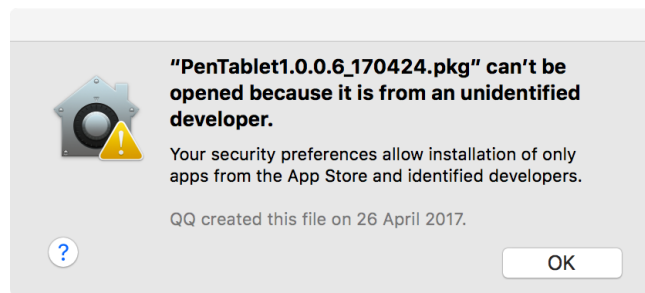 “PenTablet1.0.0.6_170424.pkg” can’t be
opened because it is from an unidentified
developer.
Your security preferences allow installation of only
apps from the App Store and identified developers.
QQ created this file on 26 April 2017.
?
OK